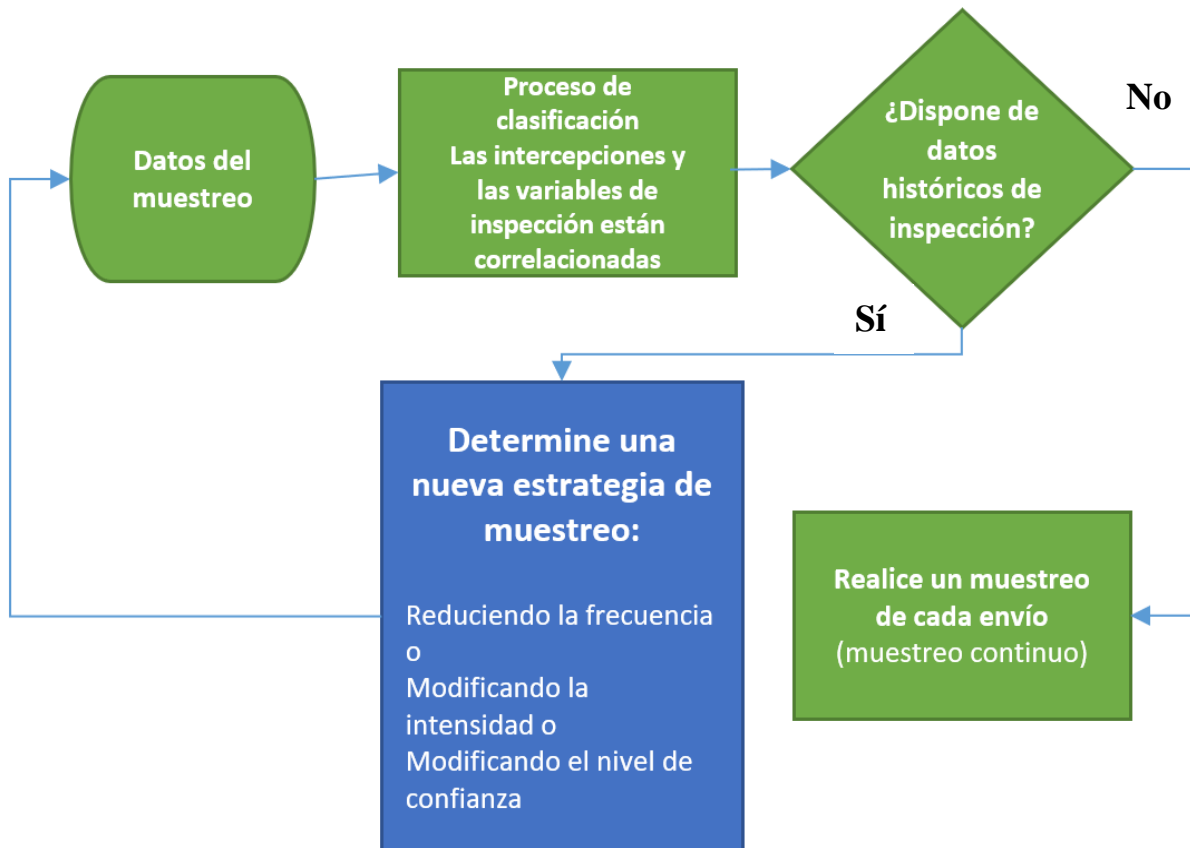 Datos del
muestreo
Proceso de
clasificación
Las intercepciones y
las variables de
inspección están
correlacionadas
¿Dispone de
datos
históricos de
inspección?
No
Sí
Determine una
nueva estrategia de
muestreo:
Reduciendo la frecuencia
o
Modificando la
intensidad o
Modificando el nivel de
confianza
Realice un muestreo
de cada envío
(muestreo continuo)